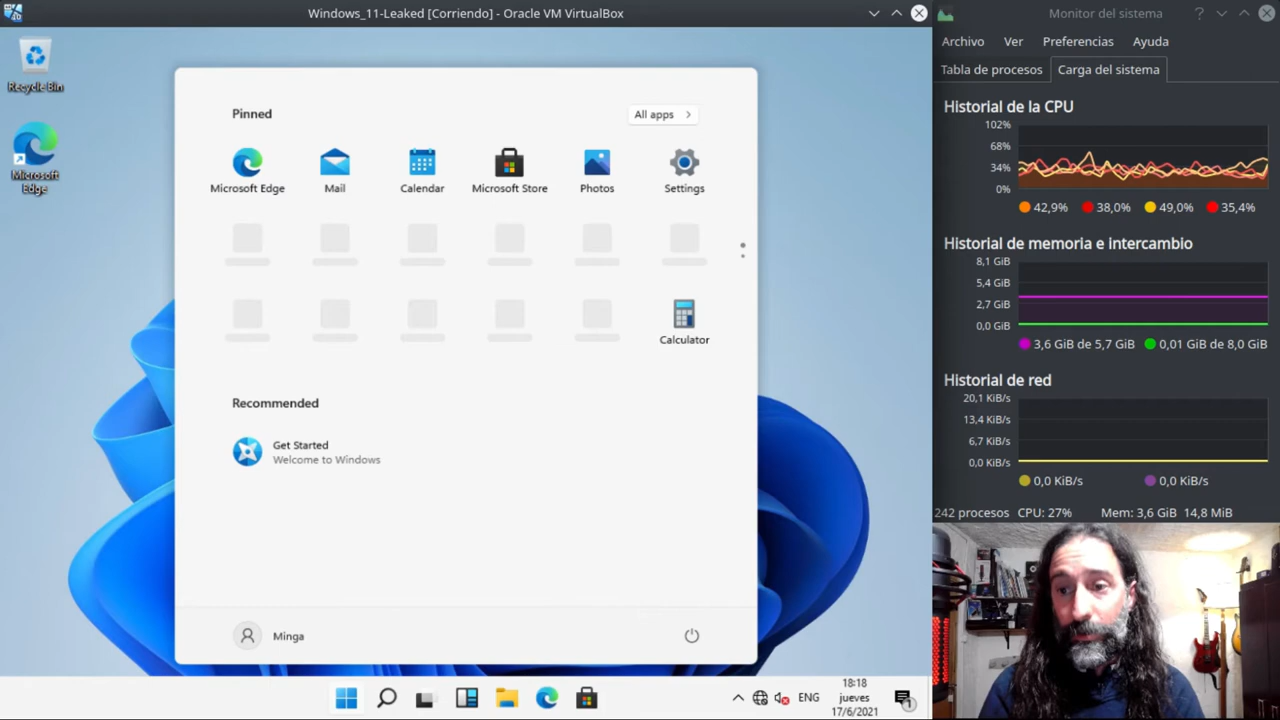 Windows_11-Leaked [Corriendo] - Oracle VM VirtualBox
Recycle Bin
Microsoft
Edge
Pinned
All apps
Microsoft Edge
Mail
Calendar
Microsoft Store
Photos
Settings
Calculator
Recommended
Get Started
Welcome to Windows
Minga
ENG
18:18
jueves
17/6/2021
1
Monitor del sistema
?
Archivo Ver Preferencias Ayuda
Tabla de procesos Carga del sistema
Historial de la CPU
102%
68%
34%
0%
42,9% 38,0% 49,0% 35,4%
Historial de memoria e intercambio
8,1 GiB
5,4 GiB
2,7 GiB
0,0 GiB
3,6 GiB de 5,7 GiB 0,01 GiB de 8,0 GiB
Historial de red
20,1 KiB/s
13,4 KiB/s
6,7 KiB/s
0,0 KiB/s
0,0 KiB/s 0,0 KiB/s
242 procesos CPU: 27% Mem: 3,6 GiB 14,8 MiB